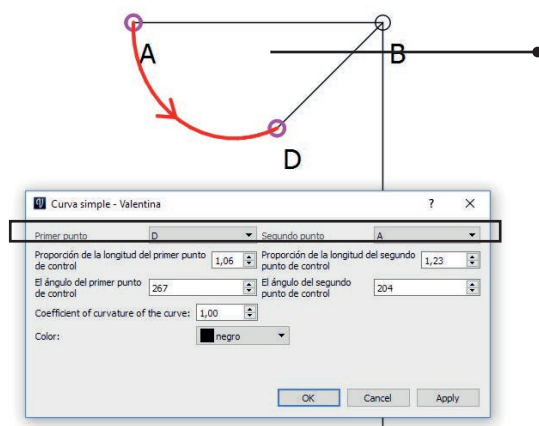 A
B
D
Curva simple - Valentina
?
Primer punto D Segundo punto A
Proporción de la longitud del primer punto de control 1,06 Proporción de la longitud del segundo punto de control 1,23
El ángulo del primer punto de control 267 El ángulo del segundo punto de control 204
Coefficient of curvature of the curve: 1,00
Color: negro
OK Cancel Apply